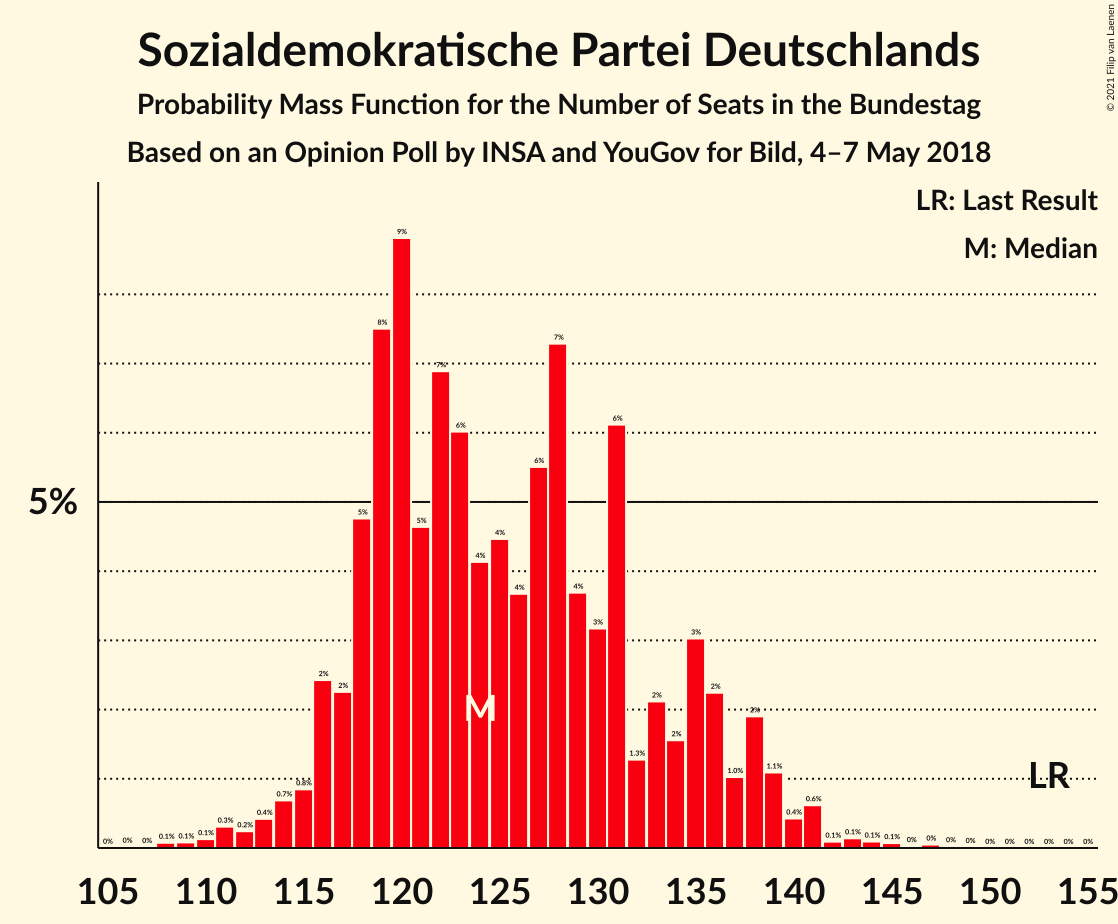 © 2021 Filip van Laenen
Sozialdemokratische Partei Deutschlands
Probability Mass Function for the Number of Seats in the Bundestag
Based on an Opinion Poll by INSA and YouGov for Bild, 4–7 May 2018
LR: Last Result
M: Median
5%
0% 0% 0% 0.1% 0.1% 0.1% 0.3% 0.2% 0.4% 0.7% 0.8% 2% 2% 5% 8% 9% 5% 7% 6% 4% 4% 4% 6% 7% 4% 3% 6% 1.3% 2% 2% 3% 2% 1.0% 2% 1.1% 0.4% 0.6% 0.1% 0.1% 0.1% 0.1% 0% 0% 0% 0% 0% 0% 0% 0% 0% 0%
M
LR
105 110 115 120 125 130 135 140 145 150 155